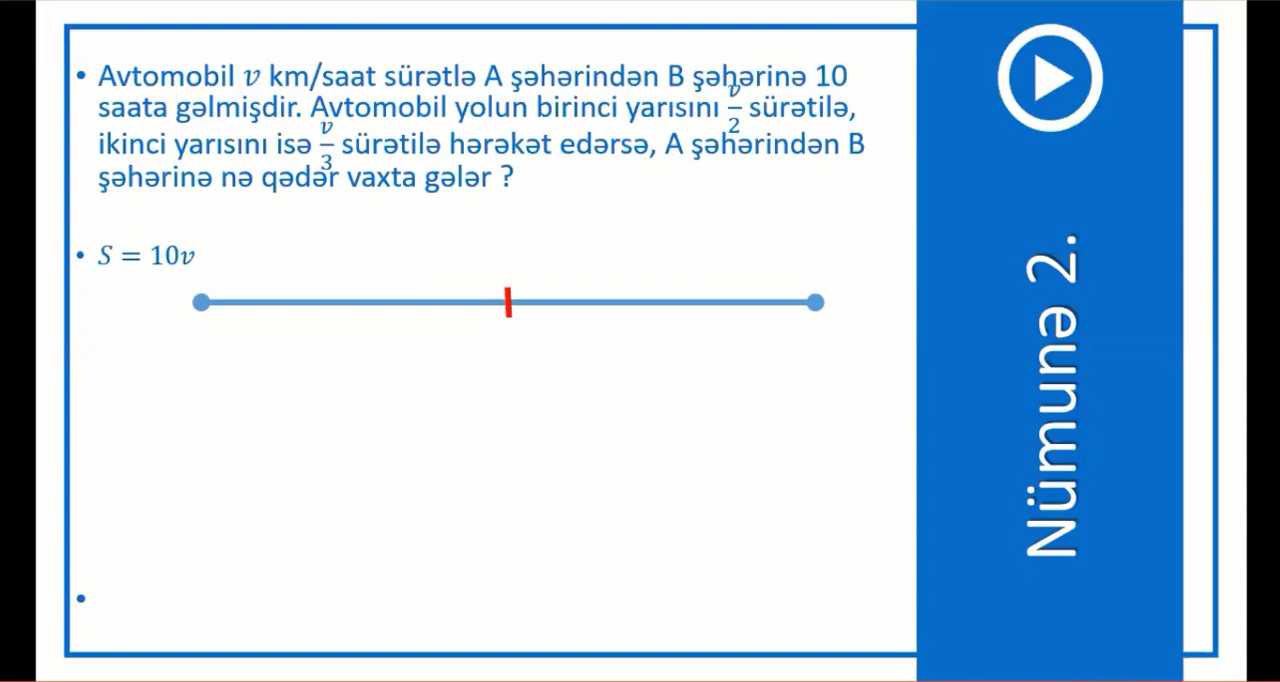 • Avtomobil v km/saat sürətlə A şəhərindən B şəhərinə 10
saata gəlmişdir. Avtomobil yolun birinci yarısını v/2 sürətilə,
ikinci yarısını isə v/3 sürətilə hərəkət edərsə, A şəhərindən B
şəhərinə nə qədər vaxta gələr ?
• S = 10v
•
Nümunə 2.